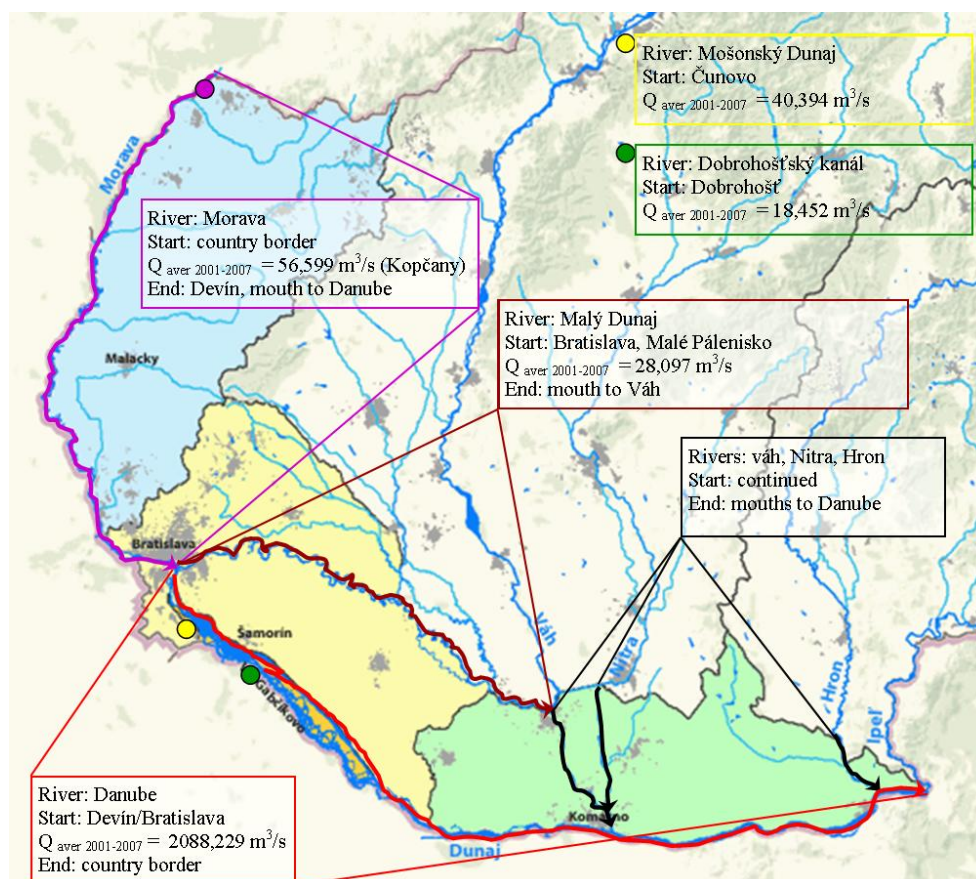 River: Mošonský Dunaj
Start: Čunovo
Q aver 2001-2007 = 40,394 m³/s
River: Dobrohošťský kanál
Start: Dobrohošť
Q aver 2001-2007 = 18,452 m³/s
Morava
River: Morava
Start: country border
Q aver 2001-2007 = 56,599 m³/s (Kopčany)
End: Devín, mouth to Danube
River: Malý Dunaj
Start: Bratislava, Malé Pálenisko
Q aver 2001-2007 = 28,097 m³/s
End: mouth to Váh
Malacky
Rivers: váh, Nitra, Hron
Start: continued
End: mouths to Danube
Bratislava
Šamorín
Váh
Nitra
Hron
Ipeľ
Gabčíkovo
Komárno
Dunaj
River: Danube
Start: Devín/Bratislava
Q aver 2001-2007 = 2088,229 m³/s
End: country border